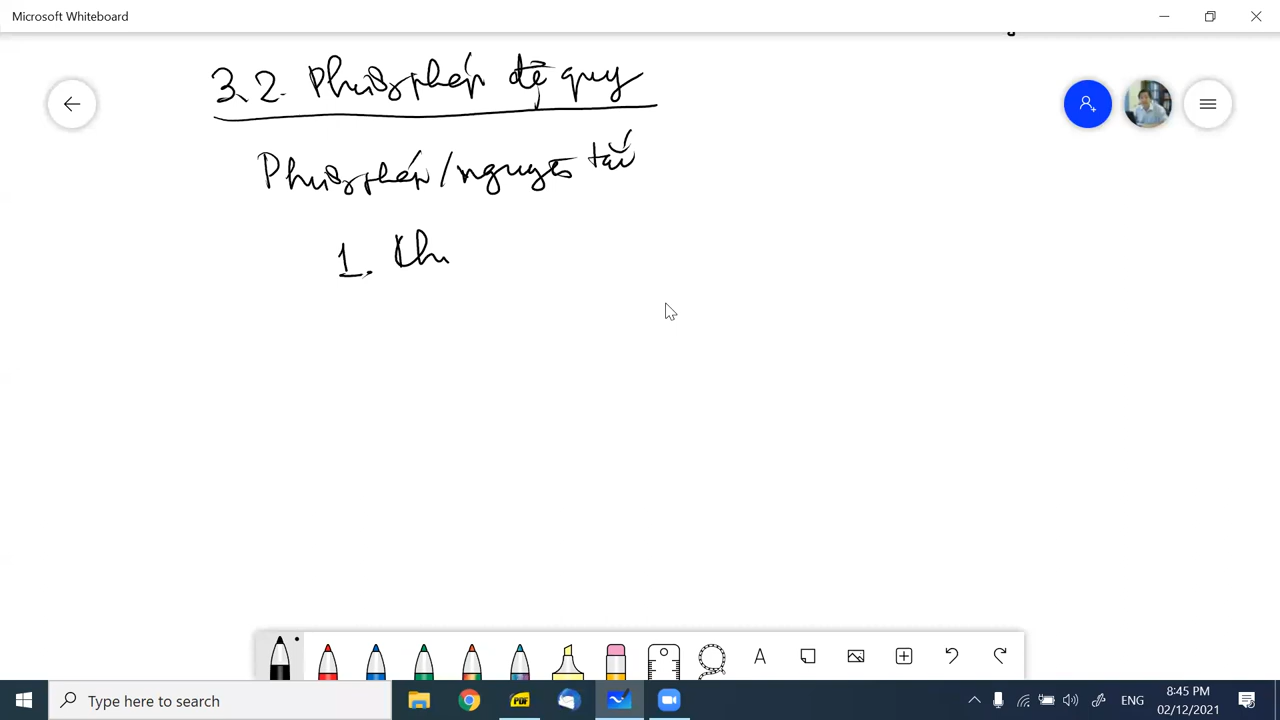 Microsoft Whiteboard
3.2. Phương pháp đệ quy
Phương pháp/nguyên tắc
1.
A
Type here to search
PDF
ENG
8:45 PM
02/12/2021